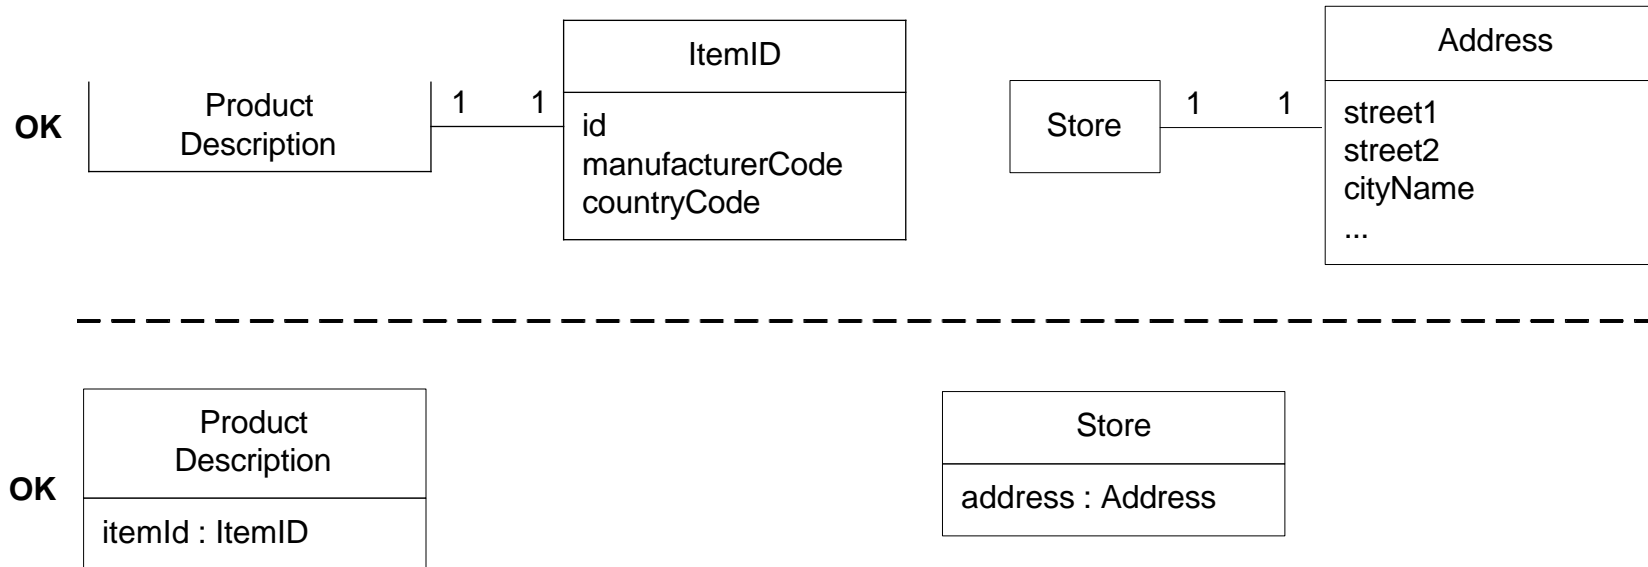 OK
Product
Description
1 1
ItemID
id
manufacturerCode
countryCode
Store
1 1
Address
street1
street2
cityName
...
OK
Product
Description
itemId : ItemID
Store
address : Address